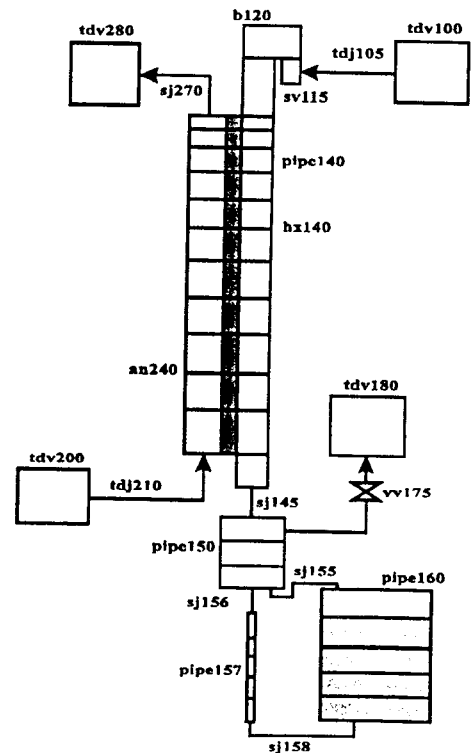 b120
tdv280
tdv100
tdj105
sj270
sv115
pipe140
hx140
an240
tdv180
tdv200
tdj210
vv175
sj145
pipe150
sj155
pipe160
sj156
pipe157
sj158